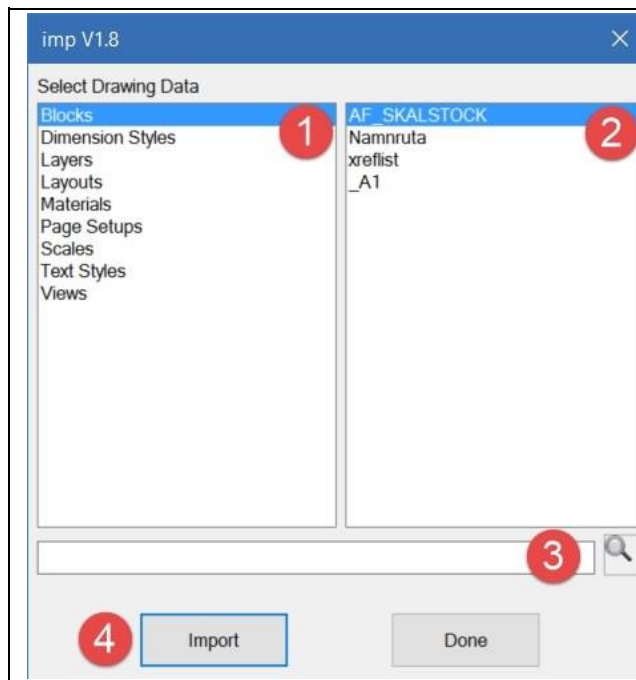 imp V1.8
Select Drawing Data
Blocks
Dimension Styles
Layers
Layouts
Materials
Page Setups
Scales
Text Styles
Views
1
AF_SKALSTOCK
Namnruta
xreflist
_A1
2
3
4
Import
Done